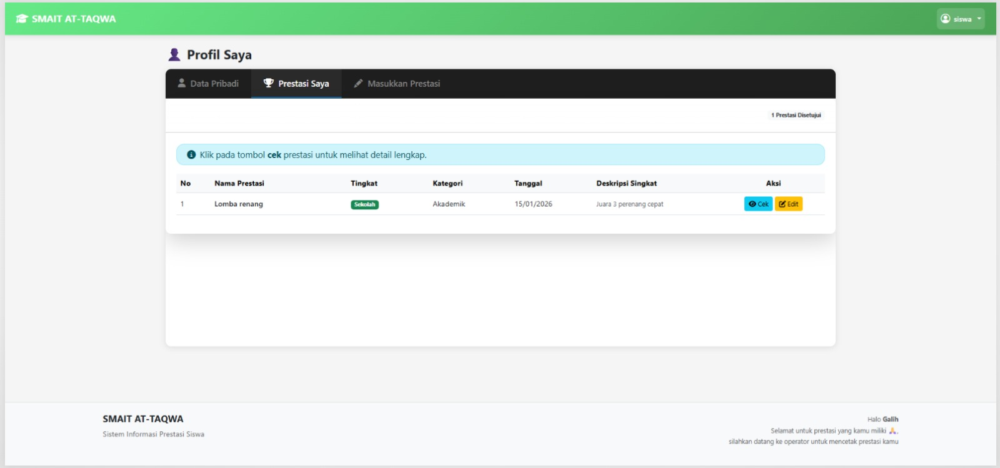 SMAIT AT-TAQWA
siswa
Profil Saya
Data Pribadi Prestasi Saya Masukkan Prestasi
1 Prestasi Disetujui
Klik pada tombol cek prestasi untuk melihat detail lengkap.
No Nama Prestasi Tingkat Kategori Tanggal Deskripsi Singkat Aksi
1 Lomba renang Sekolah Akademik 15/01/2026 Juara 3 perenang cepat Cek Edit
SMAIT AT-TAQWA
Sistem Informasi Prestasi Siswa
Halo Galih
Selamat untuk prestasi yang kamu miliki 🙏,
silahkan datang ke operator untuk mencetak prestasi kamu